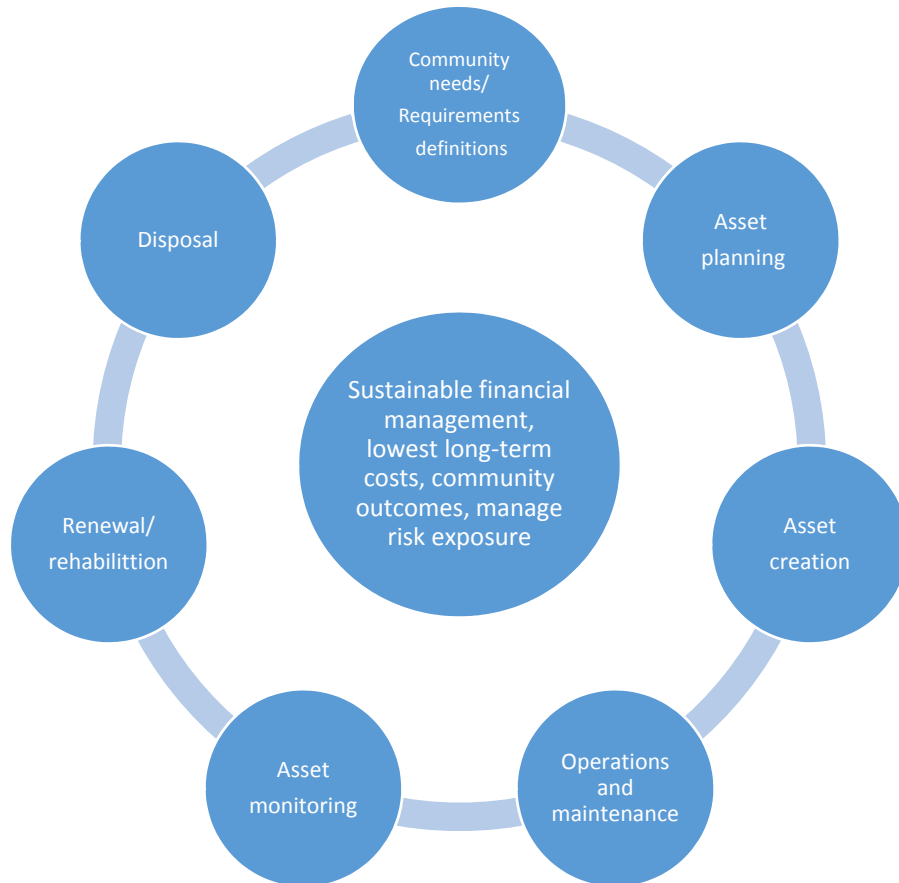 Community
needs/
Requirements
definitions
Asset
planning
Asset
creation
Operations
and
maintenance
Asset
monitoring
Renewal/
rehabilittion
Disposal
Sustainable financial
management,
lowest long-term
costs, community
outcomes, manage
risk exposure